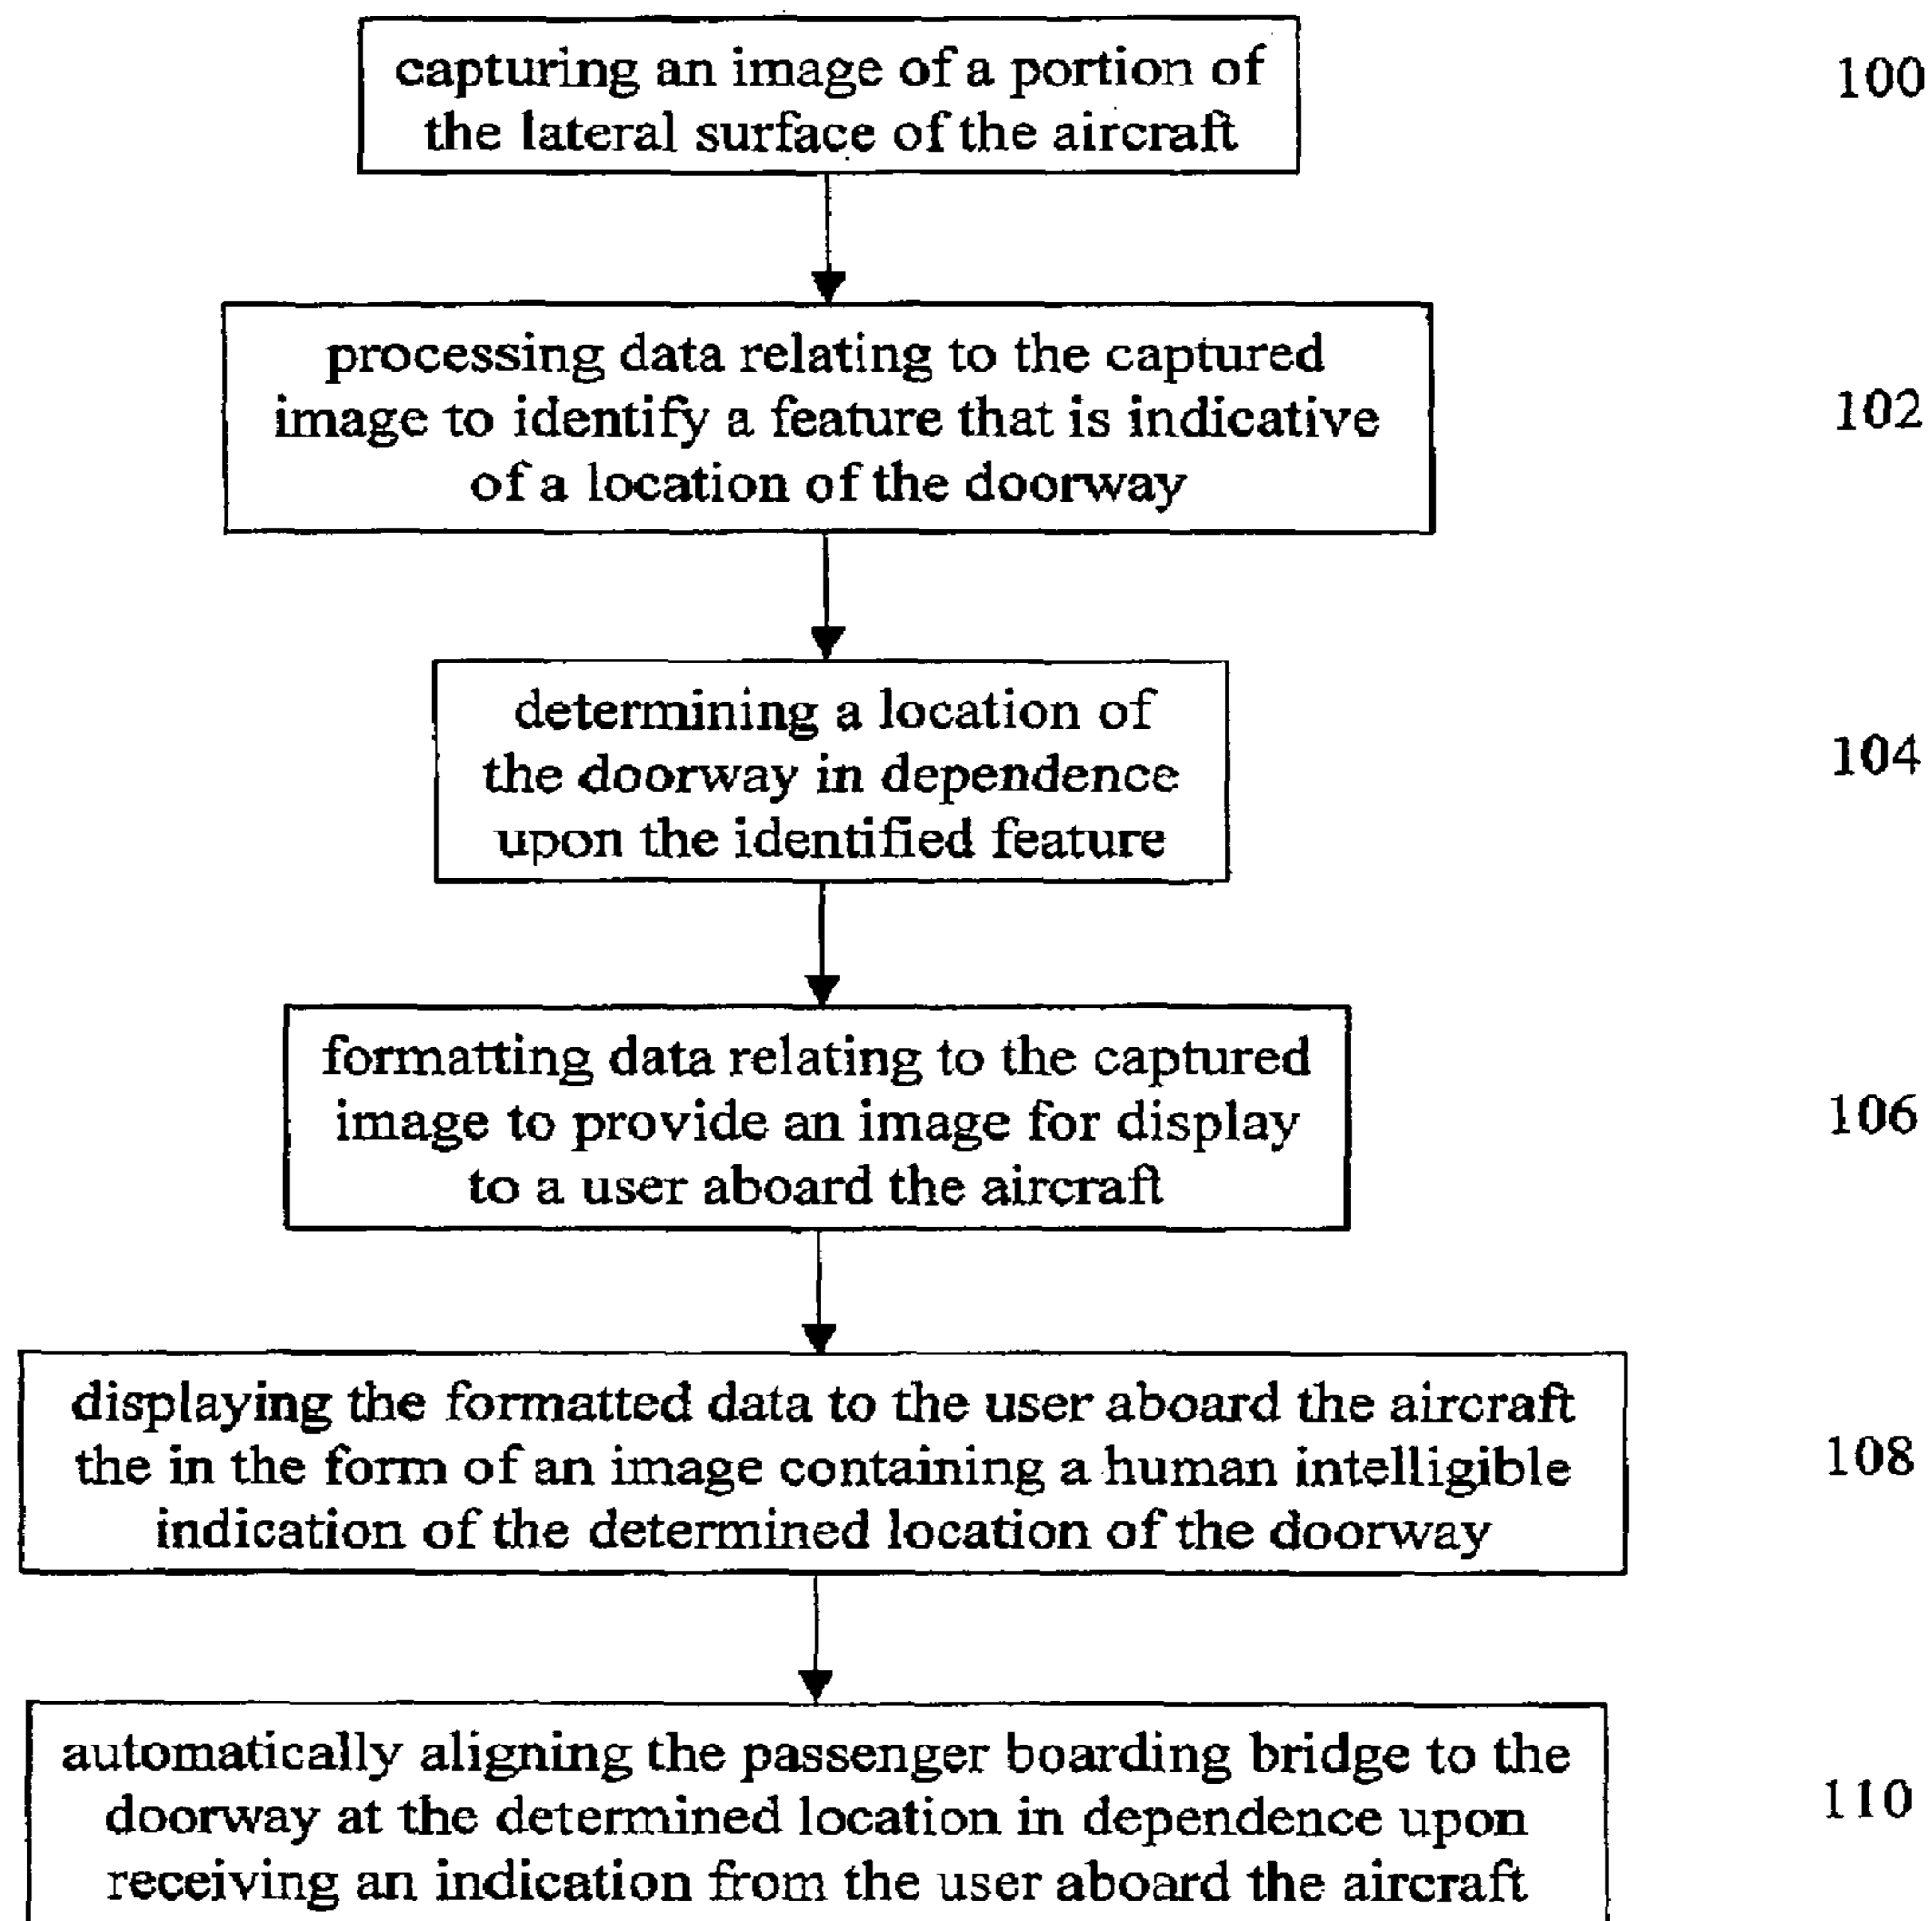 capturing an image of a portion of
the lateral surface of the aircraft
100
processing data relating to the captured
image to identify a feature that is indicative
of a location of the doorway
102
determining a location of
the doorway in dependence
upon the identified feature
104
formatting data relating to the captured
image to provide an image for display
to a user aboard the aircraft
106
displaying the formatted data to the user aboard the aircraft
the in the form of an image containing a human intelligible
indication of the determined location of the doorway
108
automatically aligning the passenger boarding bridge to the
doorway at the determined location in dependence upon
receiving an indication from the user aboard the aircraft
110